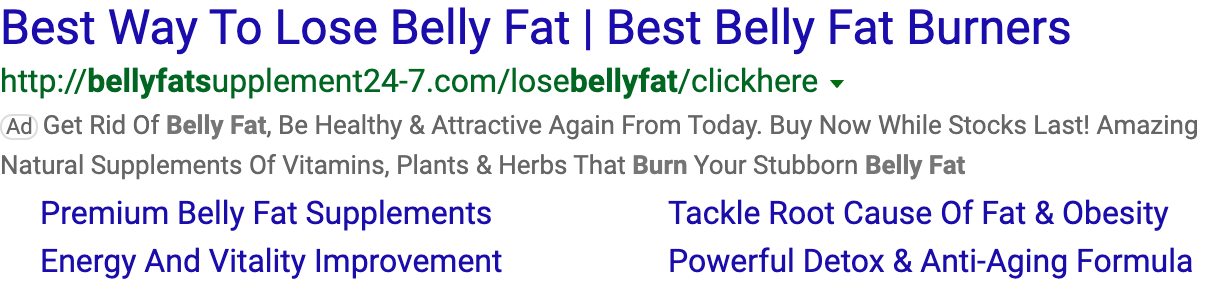 Best Way To Lose Belly Fat | Best Belly Fat Burners
http://bellyfatsupplement24-7.com/losebellyfat/clickhere
Ad Get Rid Of Belly Fat, Be Healthy & Attractive Again From Today. Buy Now While Stocks Last! Amazing
Natural Supplements Of Vitamins, Plants & Herbs That Burn Your Stubborn Belly Fat
Premium Belly Fat Supplements Tackle Root Cause Of Fat & Obesity
Energy And Vitality Improvement Powerful Detox & Anti-Aging Formula